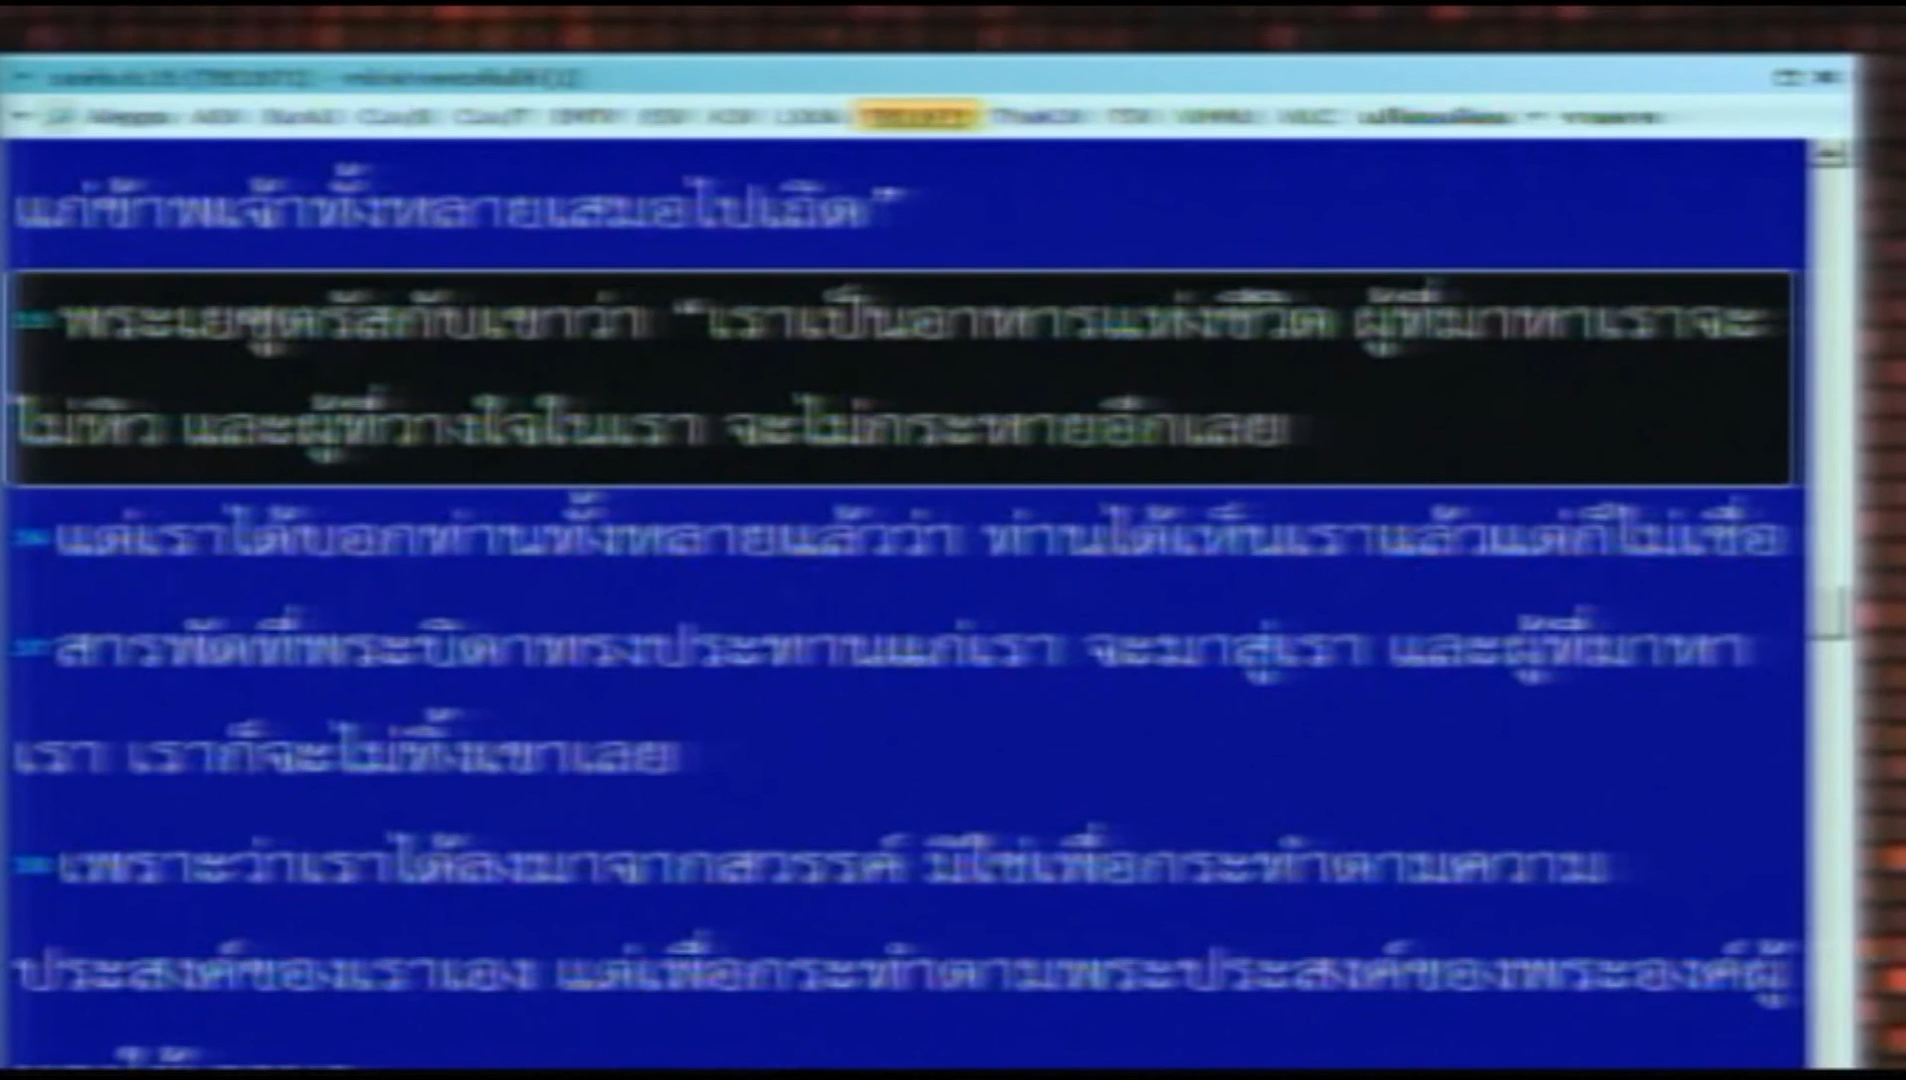 แก่ข้าพเจ้าทั้งหลายเสมอไปเถิด”
35 พระเยซูตรัสกับเขาว่า “เราเป็นอาหารแห่งชีวิต ผู้ที่มาหาเราจะ
ไม่หิว และผู้ที่วางใจในเรา จะไม่กระหายอีกเลย
36 แต่เราได้บอกท่านทั้งหลายแล้วว่า ท่านได้เห็นเราแล้วแต่ก็ไม่เชื่อ
37 สารพัดที่พระบิดาทรงประทานแก่เรา จะมาสู่เรา และผู้ที่มาหา
เรา เราก็จะไม่ทิ้งเขาเลย
38 เพราะว่าเราได้ลงมาจากสวรรค์ มิใช่เพื่อกระทำตามความ
ประสงค์ของเราเอง แต่เพื่อกระทำตามพระประสงค์ของพระองค์ผู้